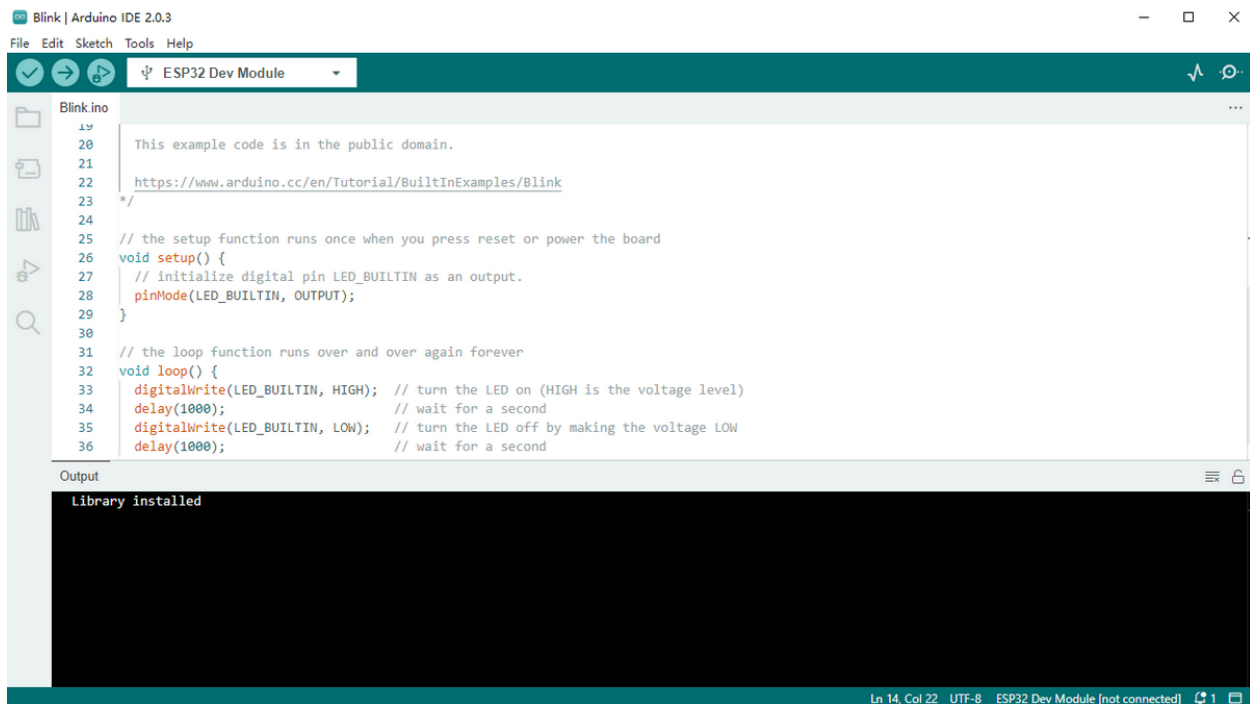 Blink | Arduino IDE 2.0.3
File Edit Sketch Tools Help
ESP32 Dev Module
Blink.ino
19
20 This example code is in the public domain.
21
22 https://www.arduino.cc/en/Tutorial/BuiltInExamples/Blink
23 */
24
25 // the setup function runs once when you press reset or power the board
26 void setup() {
27 // initialize digital pin LED_BUILTIN as an output.
28 pinMode(LED_BUILTIN, OUTPUT);
29 }
30
31 // the loop function runs over and over again forever
32 void loop() {
33 digitalWrite(LED_BUILTIN, HIGH); // turn the LED on (HIGH is the voltage level)
34 delay(1000); // wait for a second
35 digitalWrite(LED_BUILTIN, LOW); // turn the LED off by making the voltage LOW
36 delay(1000); // wait for a second
Output
Library installed
Ln 14, Col 22 UTF-8 ESP32 Dev Module [not connected] 1